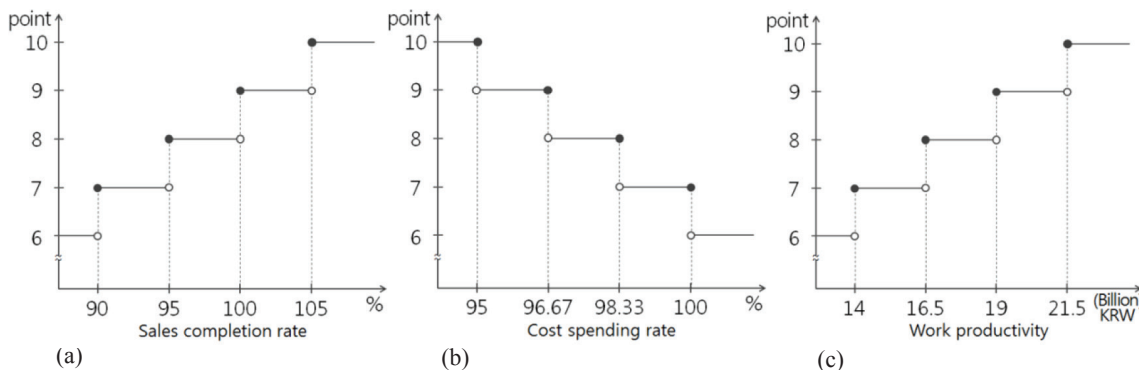 point
10
9
8
7
6
90 95 100 105 %
Sales completion rate
(a)
point
10
9
8
7
6
95 96.67 98.33 100 %
Cost spending rate
(b)
point
10
9
8
7
6
14 16.5 19 21.5 (Billion
KRW)
Work productivity
(c)